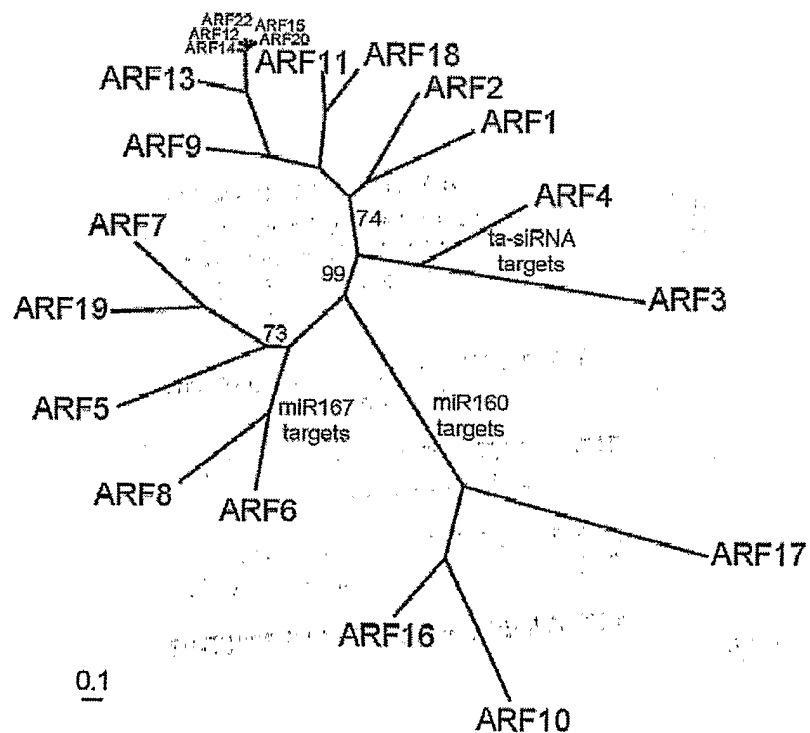 ARF22
ARF15
ARF12
ARF20
ARF14
ARF11
ARF18
ARF13
ARF2
ARF1
ARF9
ARF4
74
ARF7
ta-siRNA
targets
99
ARF3
ARF19
73
ARF5
miR167
targets
miR160
targets
ARF8
ARF6
ARF17
ARF16
0.1
ARF10